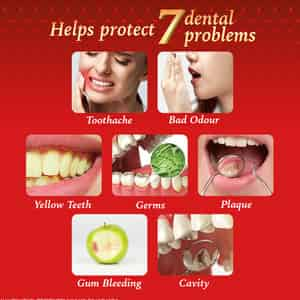 Helps protect 7 dental
problems
Toothache
Bad Odour
Yellow Teeth
Germs
Plaque
Gum Bleeding
Cavity